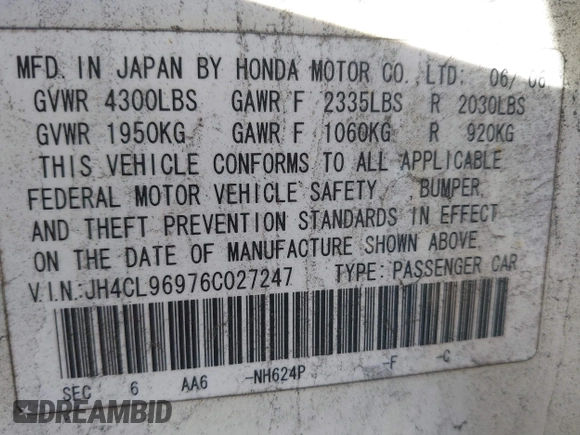 MFD. IN JAPAN BY HONDA MOTOR CO.,LTD: 06/06
GVWR 4300LBS GAWR F 2335LBS R 2030LBS
GVWR 1950KG GAWR F 1060KG R 920KG
THIS VEHICLE CONFORMS TO ALL APPLICABLE
FEDERAL MOTOR VEHICLE SAFETY ,BUMPER,
AND THEFT PREVENTION STANDARDS IN EFFECT
ON THE DATE OF MANUFACTURE SHOWN ABOVE.
V.I.N:JH4CL96976C027247 TYPE: PASSENGER CAR
SEC 6 AA6 -NH624P -F -C
DREAMBID